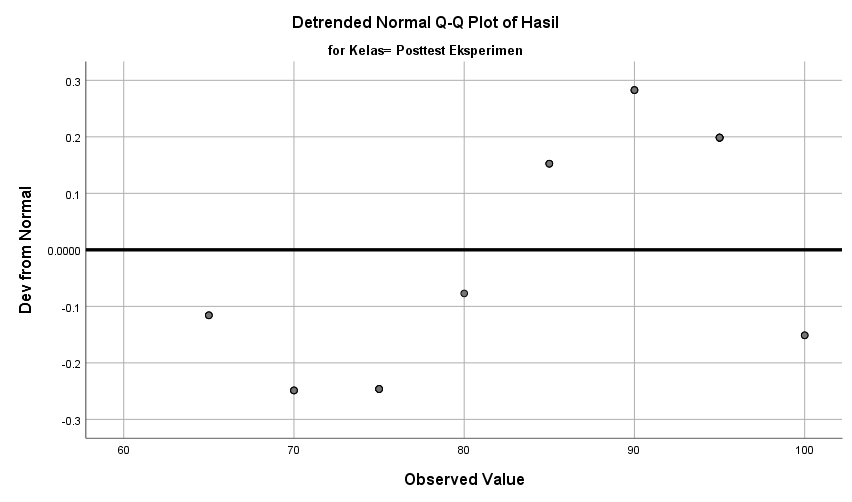 Detrended Normal Q-Q Plot of Hasil
for Kelas= Posttest Eksperimen
Dev from Normal
0.3
0.2
0.1
0.0000
-0.1
-0.2
-0.3
60 70 80 90 100
Observed Value